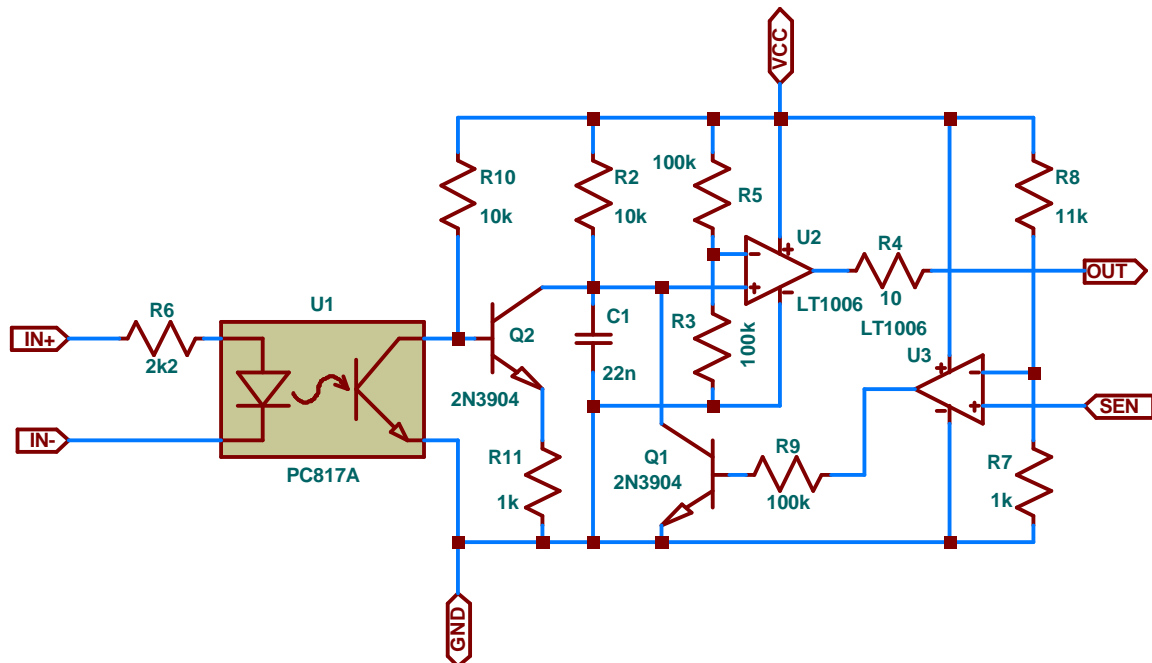 VCC
R10
10k
R2
10k
100k
R5
R8
11k
U2
LT1006
R4
10
OUT
LT1006
U3
U1
IN+
R6
2k2
IN-
PC817A
Q2
2N3904
C1
22n
R3
100k
R11
1k
Q1
2N3904
R9
100k
SEN
R7
1k
GND